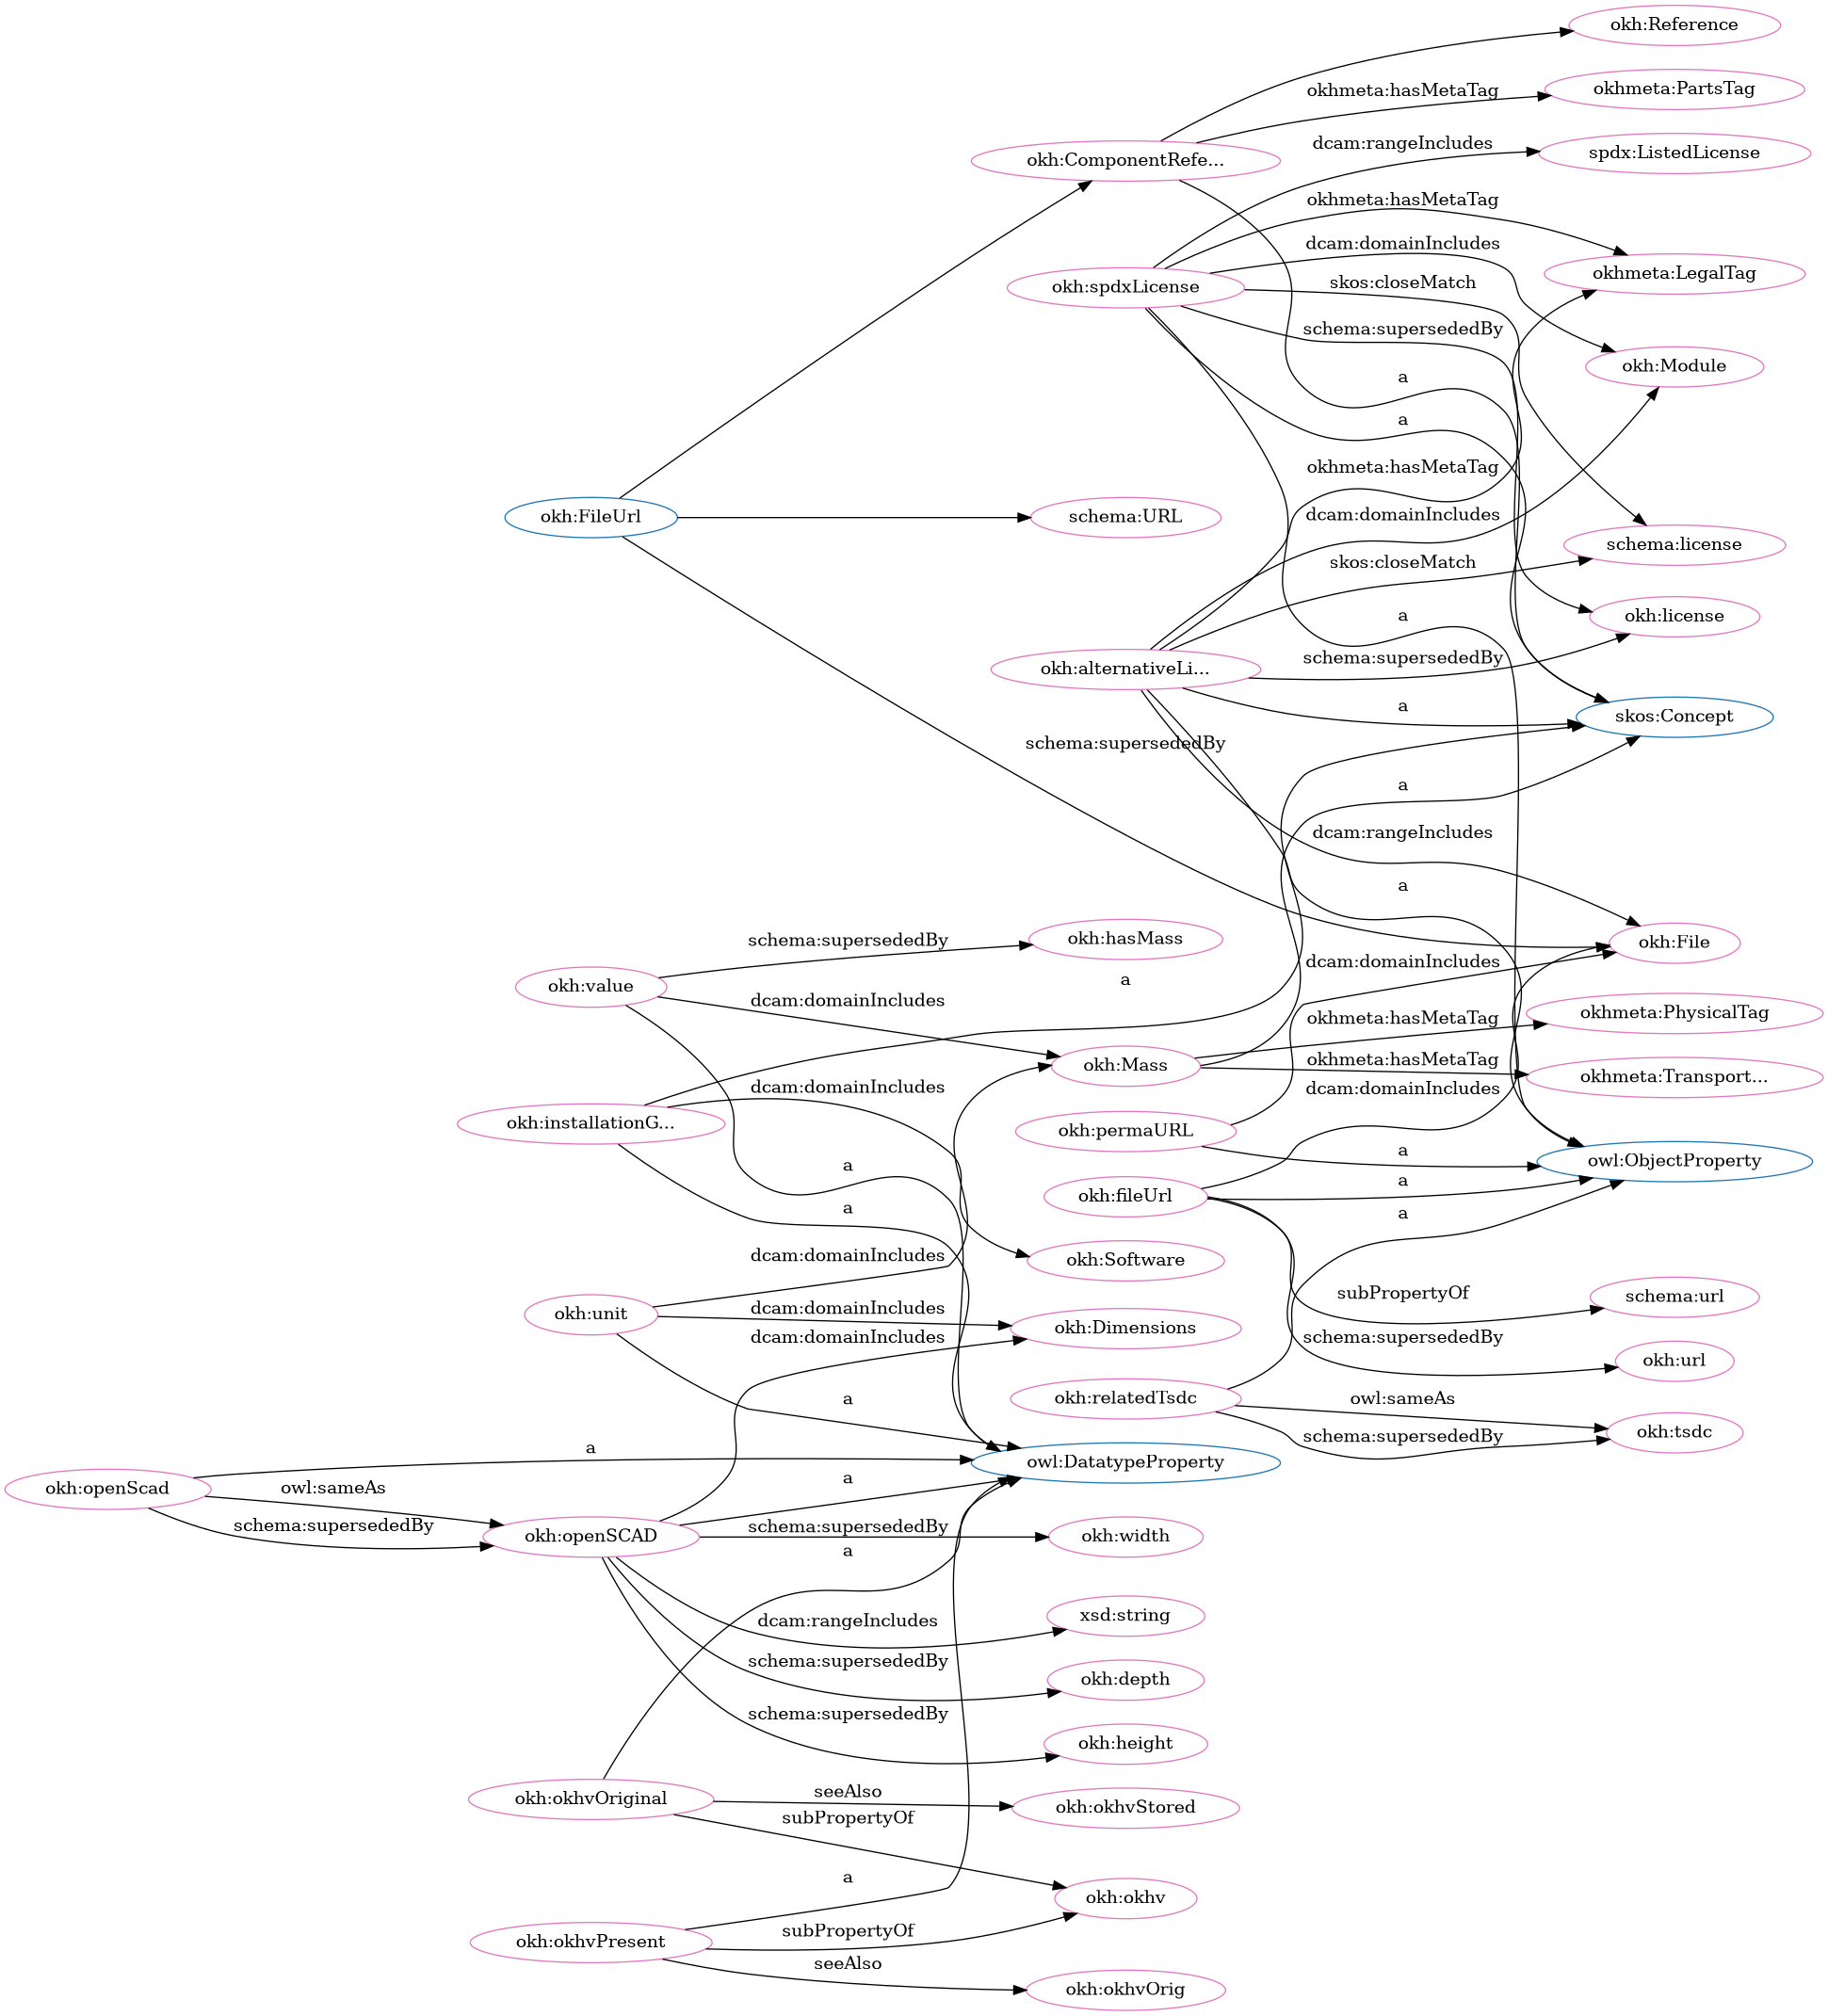 okh:Reference
okhmeta:hasMetaTag
okhmeta:PartsTag
okh:ComponentRefe...
dcam:rangeIncludes
spdx:ListedLicense
okhmeta:hasMetaTag
dcam:domainIncludes
okhmeta:LegalTag
okh:spdxLicense
skos:closeMatch
schema:supersededBy
okh:Module
a
a
okhmeta:hasMetaTag
okh:FileUrl
schema:URL
dcam:domainIncludes
schema:license
skos:closeMatch
a
okh:license
okh:alternativeLi...
schema:supersededBy
a
skos:Concept
schema:supersededBy
a
dcam:rangeIncludes
a
schema:supersededBy
okh:hasMass
okh:File
dcam:domainIncludes
a
okh:value
dcam:domainIncludes
okhmeta:hasMetaTag
okhmeta:PhysicalTag
okh:Mass
okhmeta:hasMetaTag
okhmeta:Transport...
dcam:domainIncludes
dcam:domainIncludes
okh:installationG...
okh:permaURL
a
owl:ObjectProperty
a
okh:fileUrl
a
a
a
dcam:domainIncludes
okh:Software
subPropertyOf
schema:url
okh:unit
dcam:domainIncludes
okh:Dimensions
dcam:domainIncludes
schema:supersededBy
okh:url
a
okh:relatedTsdc
owl:sameAs
schema:supersededBy
okh:tsdc
a
owl:DatatypeProperty
okh:openScad
owl:sameAs
a
schema:supersededBy
okh:openSCAD
schema:supersededBy
okh:width
a
dcam:rangeIncludes
xsd:string
schema:supersededBy
okh:depth
schema:supersededBy
okh:height
okh:okhvOriginal
seeAlso
okh:okhvStored
subPropertyOf
a
okh:okhv
okh:okhvPresent
subPropertyOf
seeAlso
okh:okhvOrig